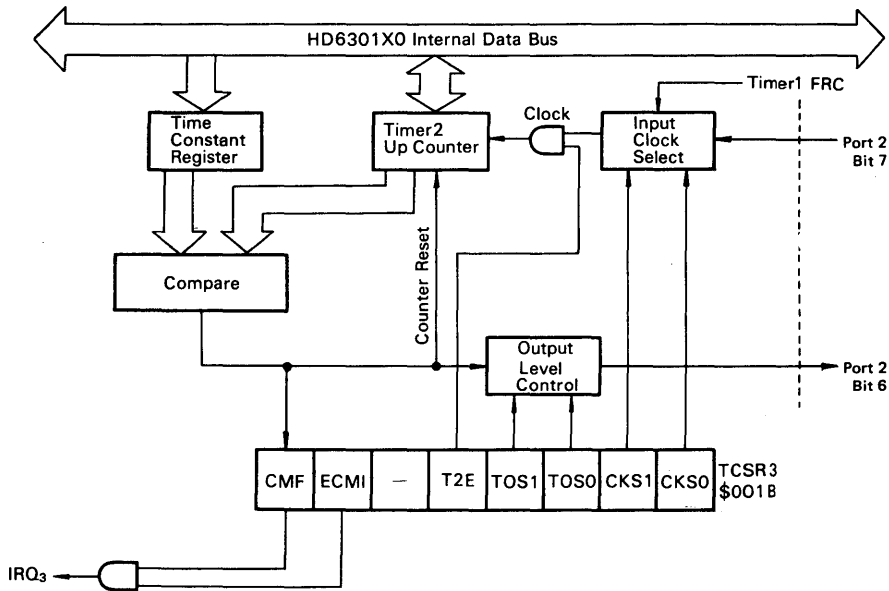 HD6301X0 Internal Data Bus
Timer1 FRC
Time
Constant
Register
Timer2
Up Counter
Clock
Input
Clock
Select
Port 2
Bit 7
Compare
Counter Reset
Output
Level
Control
Port 2
Bit 6
CMF ECMI — T2E TOS1 TOS0 CKS1 CKS0
TCSR3
$001B
IRQ₃